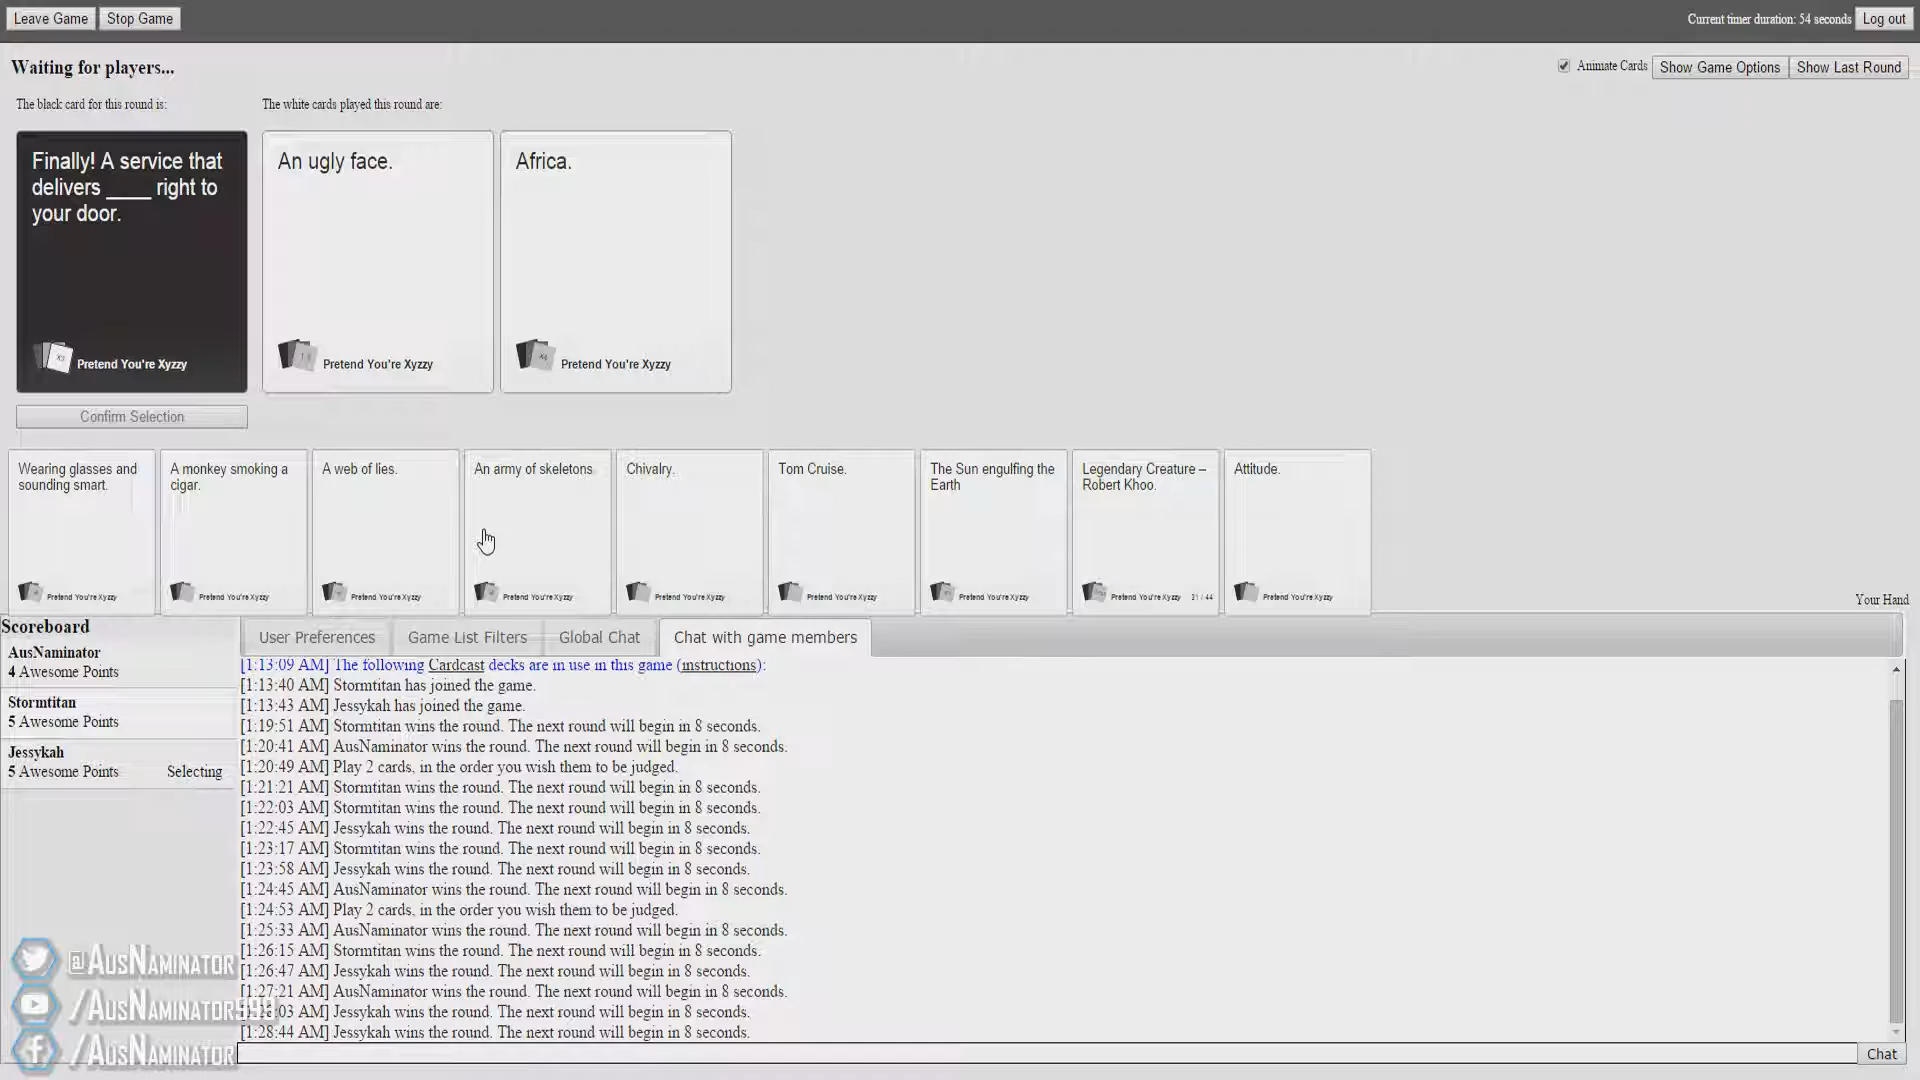 Leave Game
Stop Game
Current timer duration: 54 seconds
Log out
Waiting for players...
Animate Cards
Show Game Options
Show Last Round
The black card for this round is:
The white cards played this round are:
Finally! A service that
delivers ____ right to
your door.
Pretend You're Xyzzy
An ugly face.
Pretend You're Xyzzy
Africa.
Pretend You're Xyzzy
Confirm Selection
Wearing glasses and
sounding smart.
Pretend You're Xyzzy
A monkey smoking a
cigar.
Pretend You're Xyzzy
A web of lies.
Pretend You're Xyzzy
An army of skeletons.
Pretend You're Xyzzy
Chivalry.
Pretend You're Xyzzy
Tom Cruise.
Pretend You're Xyzzy
The Sun engulfing the
Earth
Pretend You're Xyzzy
Legendary Creature –
Robert Khoo.
Pretend You're Xyzzy 31 / 44
Attitude.
Pretend You're Xyzzy
Your Hand
Scoreboard
AusNaminator
4 Awesome Points
Stormtitan
5 Awesome Points
Jessykah
5 Awesome Points Selecting
User Preferences
Game List Filters
Global Chat
Chat with game members
[1:13:09 AM] The following Cardcast decks are in use in this game (instructions):
[1:13:40 AM] Stormtitan has joined the game.
[1:13:43 AM] Jessykah has joined the game.
[1:19:51 AM] Stormtitan wins the round. The next round will begin in 8 seconds.
[1:20:41 AM] AusNaminator wins the round. The next round will begin in 8 seconds.
[1:20:49 AM] Play 2 cards, in the order you wish them to be judged.
[1:21:21 AM] Stormtitan wins the round. The next round will begin in 8 seconds.
[1:22:03 AM] Stormtitan wins the round. The next round will begin in 8 seconds.
[1:22:45 AM] Jessykah wins the round. The next round will begin in 8 seconds.
[1:23:17 AM] Stormtitan wins the round. The next round will begin in 8 seconds.
[1:23:58 AM] Jessykah wins the round. The next round will begin in 8 seconds.
[1:24:45 AM] AusNaminator wins the round. The next round will begin in 8 seconds.
[1:24:53 AM] Play 2 cards, in the order you wish them to be judged.
[1:25:33 AM] AusNaminator wins the round. The next round will begin in 8 seconds.
[1:26:15 AM] Stormtitan wins the round. The next round will begin in 8 seconds.
[1:26:47 AM] Jessykah wins the round. The next round will begin in 8 seconds.
[1:27:21 AM] AusNaminator wins the round. The next round will begin in 8 seconds.
:03 AM] Jessykah wins the round. The next round will begin in 8 seconds.
[1:28:44 AM] Jessykah wins the round. The next round will begin in 8 seconds.
@AusNaminator
/AusNaminator998
/AusNaminator
Chat